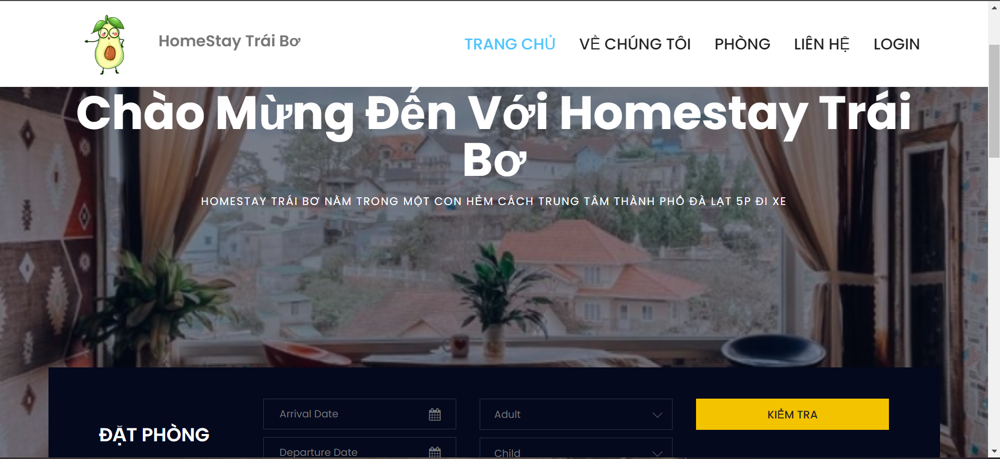 HomeStay Trái Bơ
TRANG CHỦ
VỀ CHÚNG TÔI
PHÒNG
LIÊN HỆ
LOGIN
Chào Mừng Đến Với Homestay Trái
Bơ
HOMESTAY TRÁI BƠ NẰM TRONG MỘT CON HẺM CÁCH TRUNG TÂM THÀNH PHỐ ĐÀ LẠT 5P ĐI XE
ĐẶT PHÒNG
Arrival Date
Adult
KIỂM TRA
Departure Date
Child